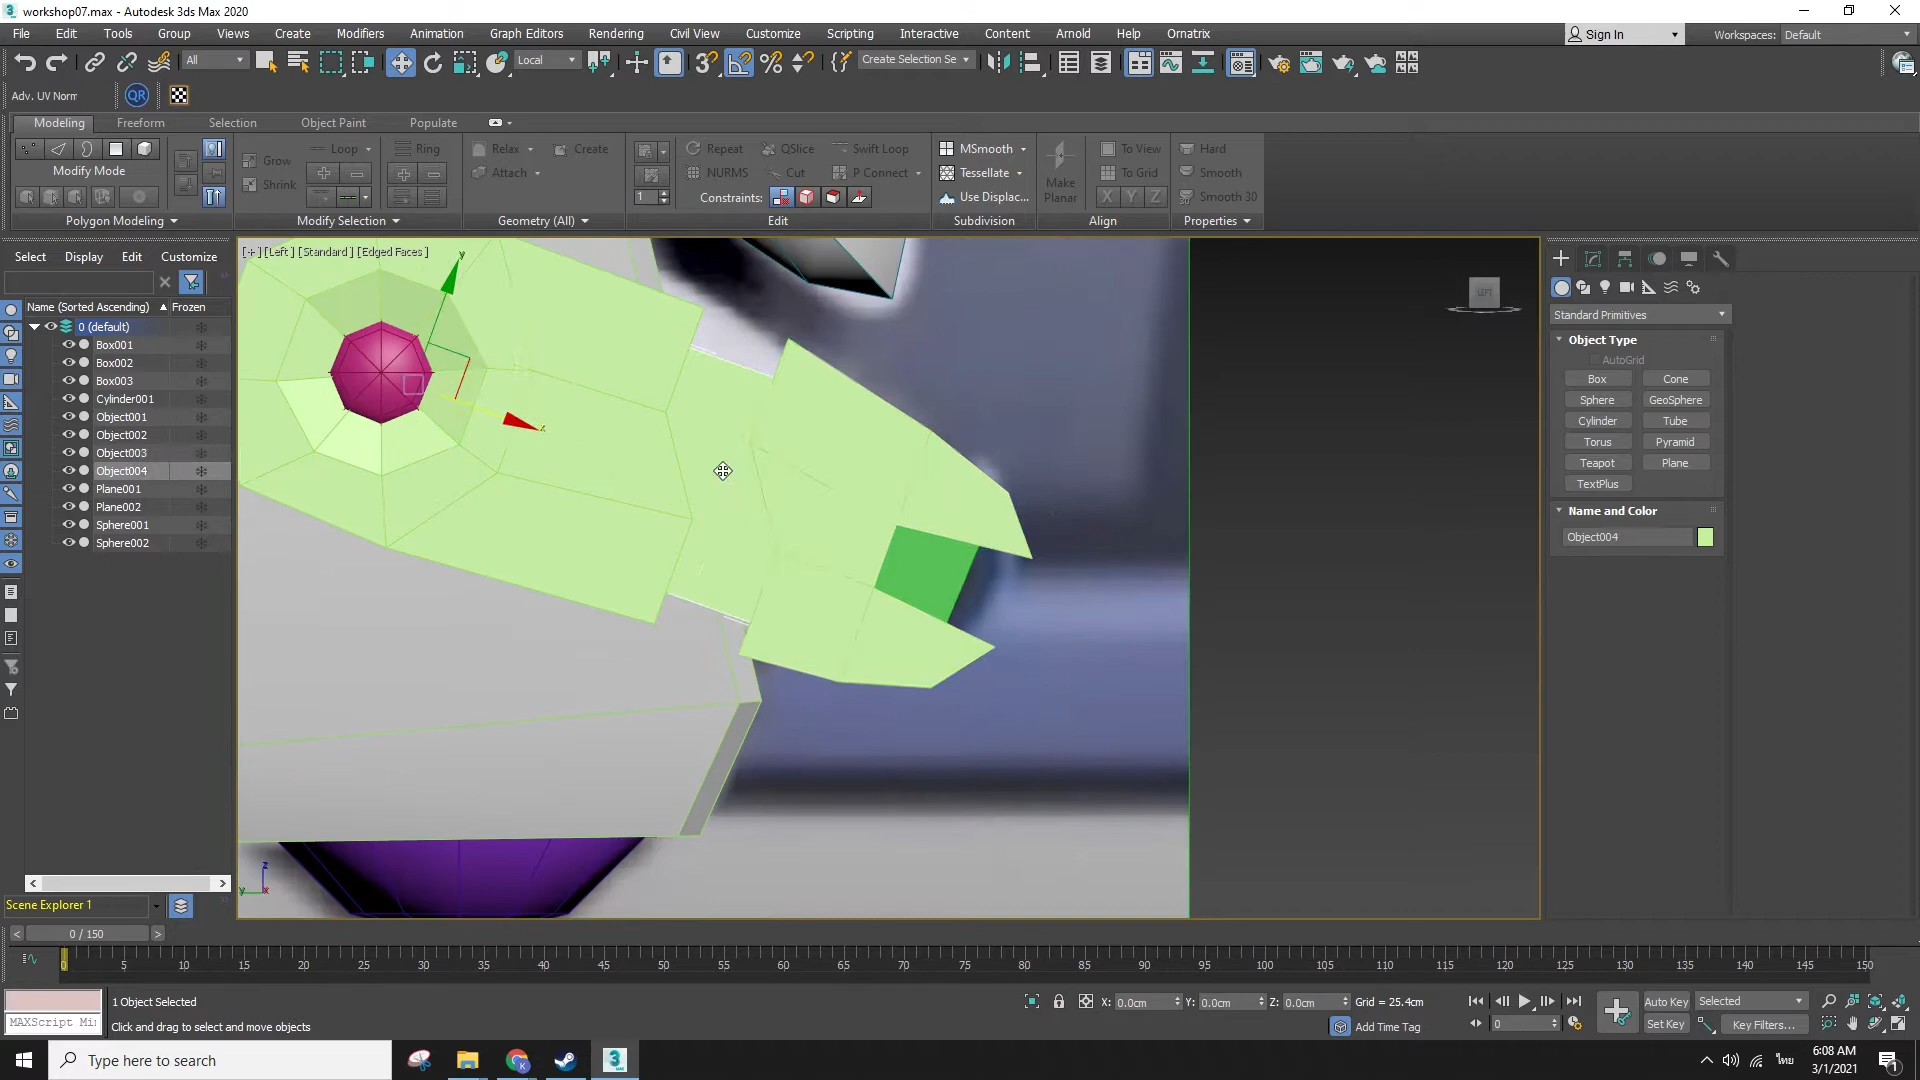 workshop07.max - Autodesk 3ds Max 2020
File Edit Tools Group Views Create Modifiers Animation Graph Editors Rendering Civil View Customize Scripting Interactive Content Arnold Help Ornatrix
Sign In
Workspaces: Default
All
Local
Create Selection Se
Adv. UV Norm
QR
Modeling Freeform Selection Object Paint Populate
Modify Mode
Polygon Modeling
Grow
Shrink
Loop
Ring
Modify Selection
Relax
Create
Attach
Geometry (All)
1
Repeat QSlice Swift Loop
NURMS Cut P Connect
Constraints:
Edit
MSmooth
Tessellate
Use Displac...
Subdivision
Make
Planar
To View
To Grid
X Y Z
Align
Hard
Smooth
Smooth 30
Properties
Select Display Edit Customize
Name (Sorted Ascending) Frozen
0 (default)
Box001
Box002
Box003
Cylinder001
Object001
Object002
Object003
Object004
Plane001
Plane002
Sphere001
Sphere002
Scene Explorer 1
[+] [Left] [Standard] [Edged Faces]
y
x
LEFT
z
y
x
Standard Primitives
Object Type
AutoGrid
Box Cone
Sphere GeoSphere
Cylinder Tube
Torus Pyramid
Teapot Plane
TextPlus
Name and Color
Object004
0 / 150
0 5 10 15 20 25 30 35 40 45 50 55 60 65 70 75 80 85 90 95 100 105 110 115 120 125 130 135 140 145 150
1 Object Selected
MAXScript Mi
Click and drag to select and move objects
X: 0.0cm Y: 0.0cm Z: 0.0cm Grid = 25.4cm
Add Time Tag
0
Auto Key Selected
Set Key Key Filters...
Type here to search
3
ไทย
6:08 AM
3/1/2021
1